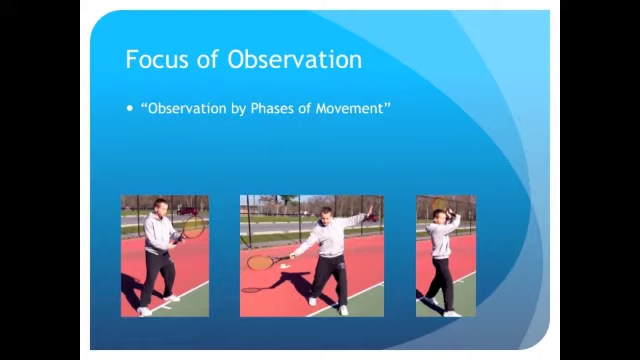 Focus of Observation
“Observation by Phases of Movement”